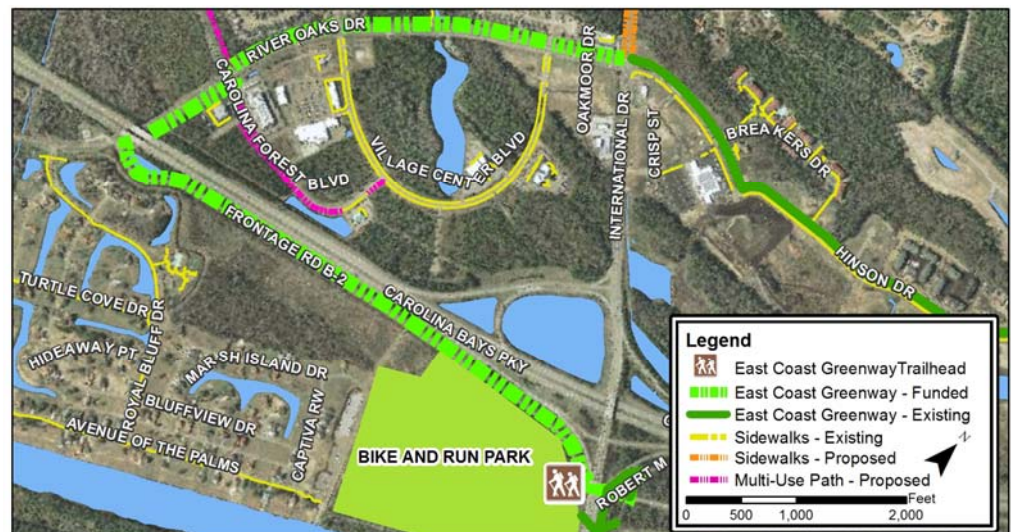 RIVER OAKS DR
CAROLINA FOREST
BLVD
VILLAGE CENTER BLVD
OAKMOOR DR
INTERNATIONAL DR
CRISP ST
BREAKERS DR
HINSON DR
FRONTAGE RD B-2
CAROLINA BAYS PKY
TURTLE COVE DR
HIDEAWAY PT
ROYAL BLUFF DR
MARSH ISLAND DR
BLUFFVIEW DR
AVENUE OF THE PALMS
CAPTIVA RW
BIKE AND RUN PARK
ROBERT M
Legend
East Coast GreenwayTrailhead
East Coast Greenway - Funded
East Coast Greenway - Existing
Sidewalks - Existing
Sidewalks - Proposed
Multi-Use Path - Proposed
N
Feet
0 500 1,000 2,000